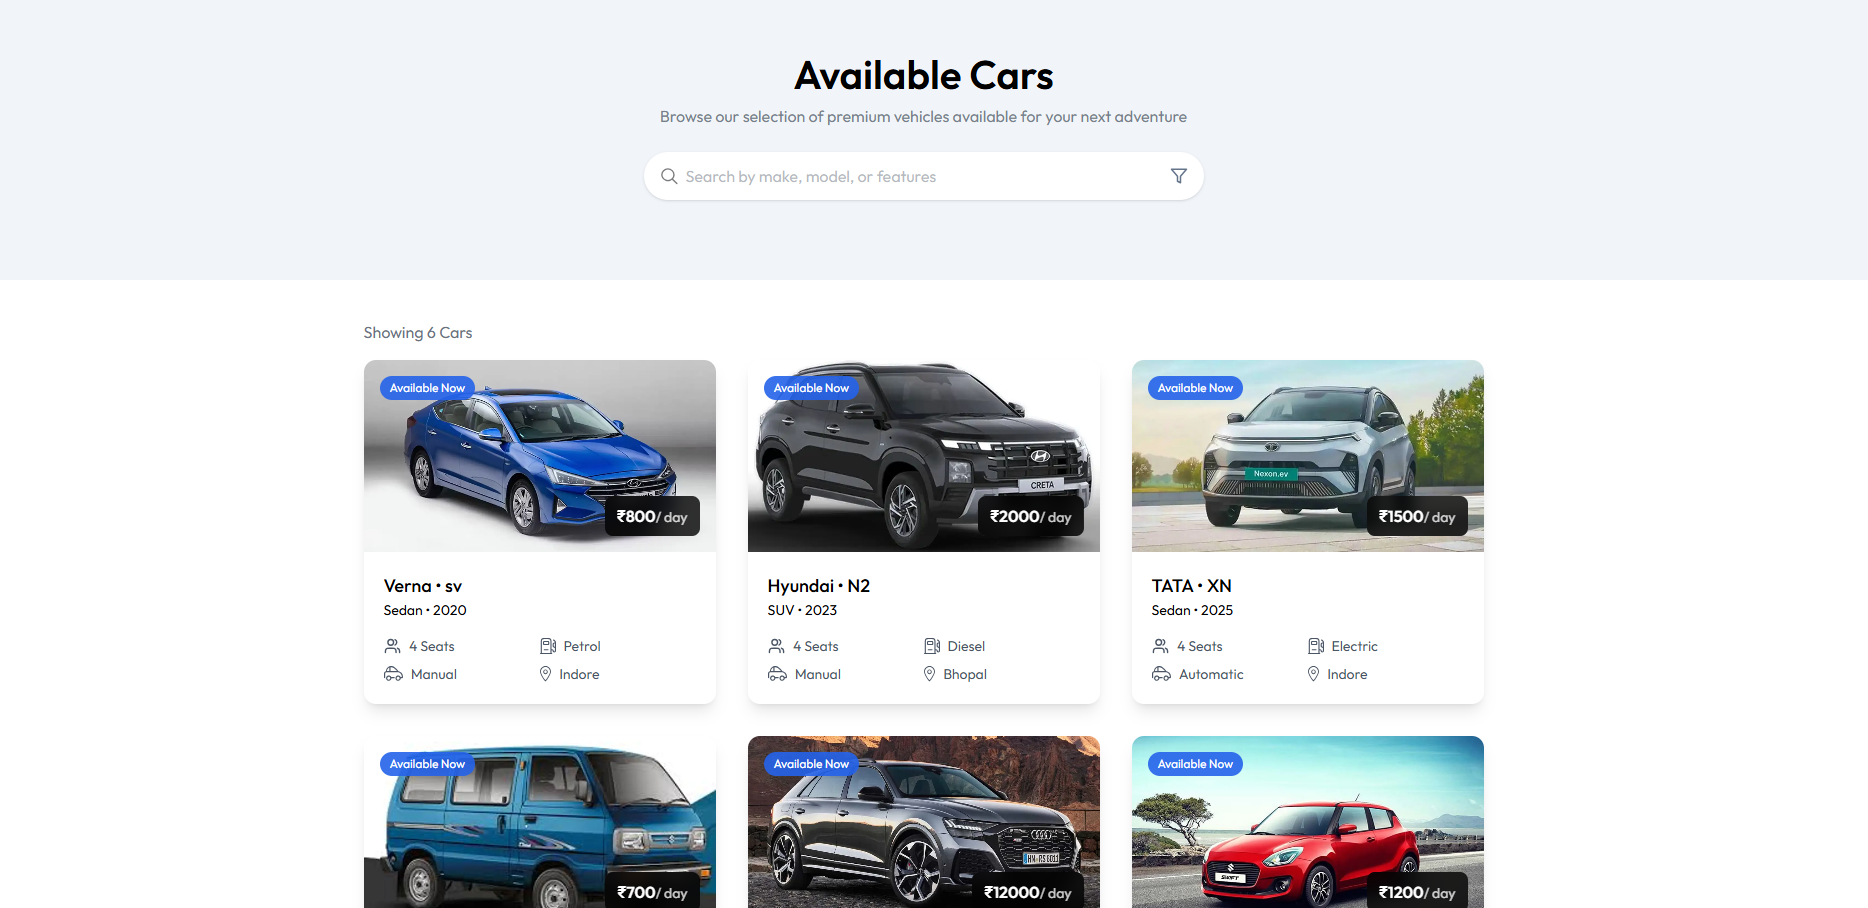 Available Cars
Browse our selection of premium vehicles available for your next adventure
Search by make, model, or features
Showing 6 Cars
Available Now
₹800/ day
Verna • sv
Sedan • 2020
4 Seats
Petrol
Manual
Indore
Available Now
CRETA
₹2000/ day
Hyundai • N2
SUV • 2023
4 Seats
Diesel
Manual
Bhopal
Available Now
Nexon.ev
₹1500/ day
TATA • XN
Sedan • 2025
4 Seats
Electric
Automatic
Indore
Available Now
₹700/ day
Available Now
₹12000/ day
Available Now
SWIFT
₹1200/ day